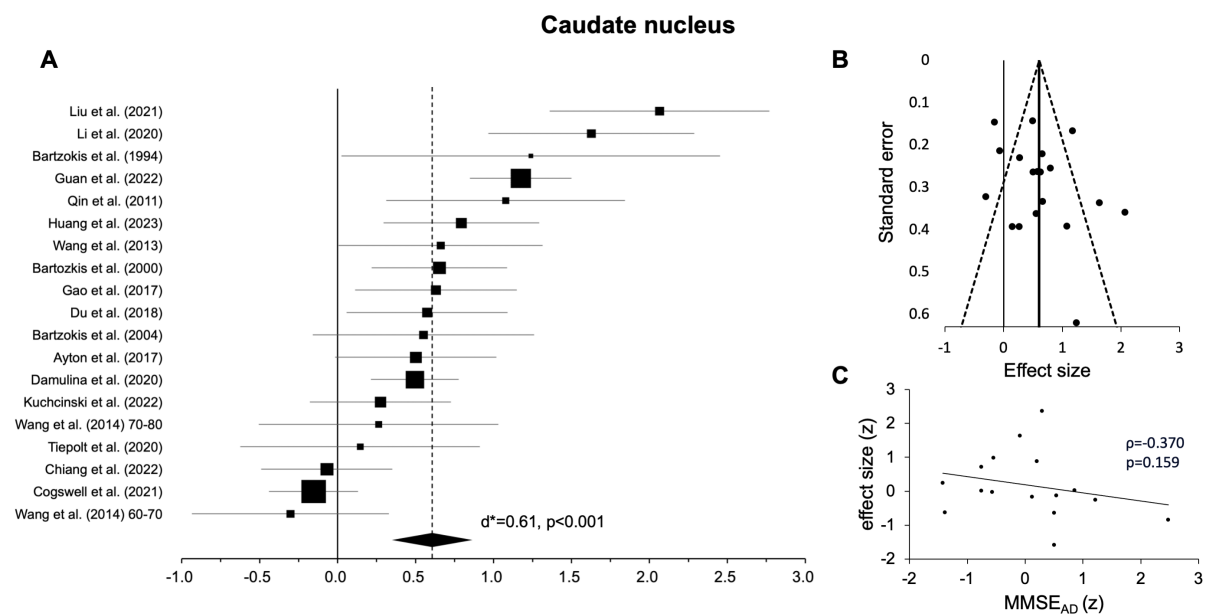 Caudate nucleus
A
Liu et al. (2021)
Li et al. (2020)
Bartzokis et al. (1994)
Guan et al. (2022)
Qin et al. (2011)
Huang et al. (2023)
Wang et al. (2013)
Bartozkis et al. (2000)
Gao et al. (2017)
Du et al. (2018)
Bartzokis et al. (2004)
Ayton et al. (2017)
Damulina et al. (2020)
Kuchcinski et al. (2022)
Wang et al. (2014) 70-80
Tiepolt et al. (2020)
Chiang et al. (2022)
Cogswell et al. (2021)
Wang et al. (2014) 60-70
d*=0.61, p<0.001
-1.0 -0.5 0.0 0.5 1.0 1.5 2.0 2.5 3.0
B
Standard error
0
0.1
0.2
0.3
0.4
0.5
0.6
-1 0 1 2 3
Effect size
C
effect size (z)
3
2
1
0
-1
-2
ρ=-0.370
p=0.159
-2 -1 0 1 2 3
MMSEAD (z)